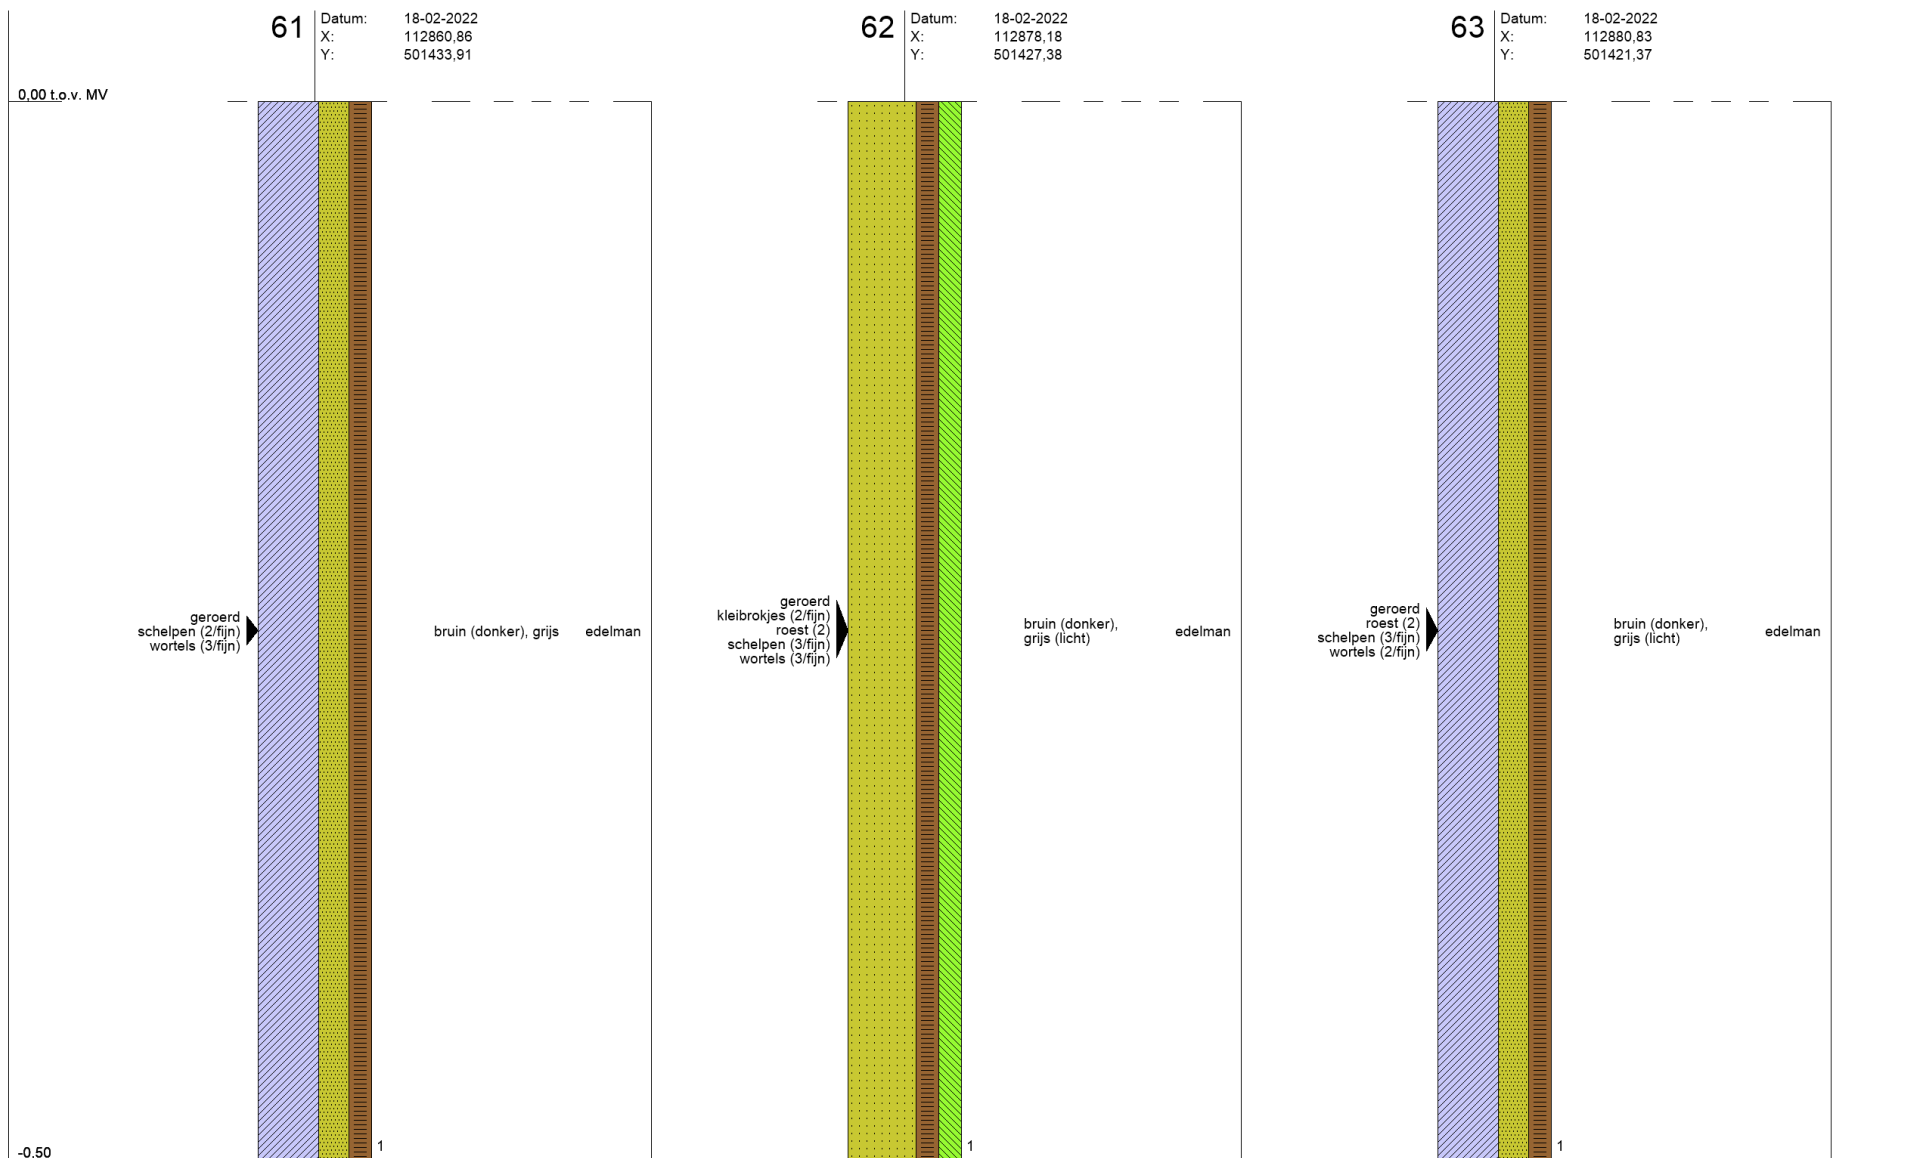 61
Datum: 18-02-2022
X: 112860,86
Y: 501433,91
62
Datum: 18-02-2022
X: 112878,18
Y: 501427,38
63
Datum: 18-02-2022
X: 112880,83
Y: 501421,37
0,00 t.o.v. MV
geroerd
schelpen (2/fijn)
wortels (3/fijn)
bruin (donker), grijs
edelman
geroerd
kleibrokjes (2/fijn)
roest (2)
schelpen (3/fijn)
wortels (3/fijn)
bruin (donker),
grijs (licht)
edelman
geroerd
roest (2)
schelpen (3/fijn)
wortels (2/fijn)
bruin (donker),
grijs (licht)
edelman
1
1
1
-0.50